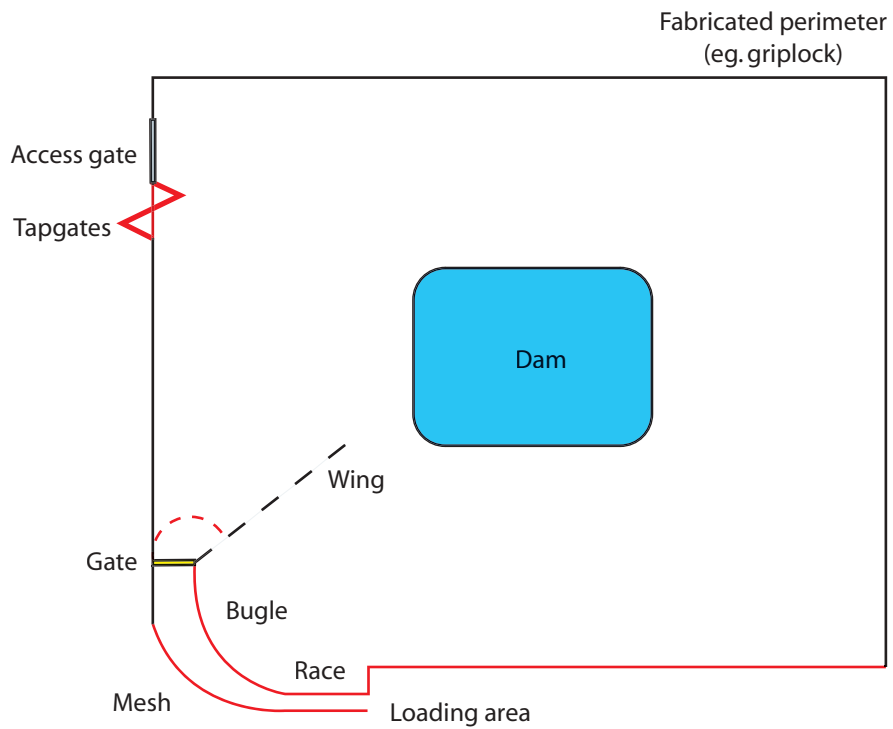 Fabricated perimeter
(eg. griplock)
Access gate
Tapgates
Dam
Wing
Gate
Bugle
Race
Mesh
Loading area